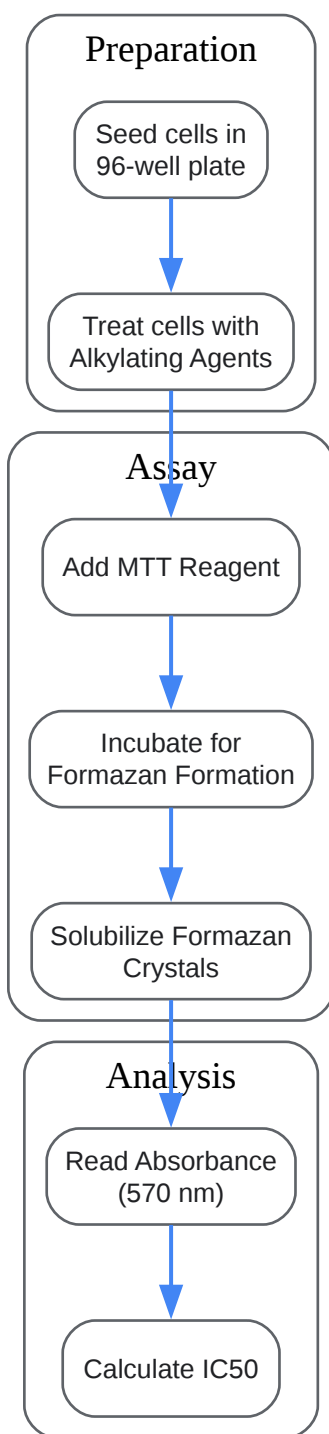 Preparation
Seed cells in
96-well plate
Treat cells with
Alkylating Agents
Assay
Add MTT Reagent
Incubate for
Formazan Formation
Solubilize Formazan
Crystals
Analysis
Read Absorbance
(570 nm)
Calculate IC50